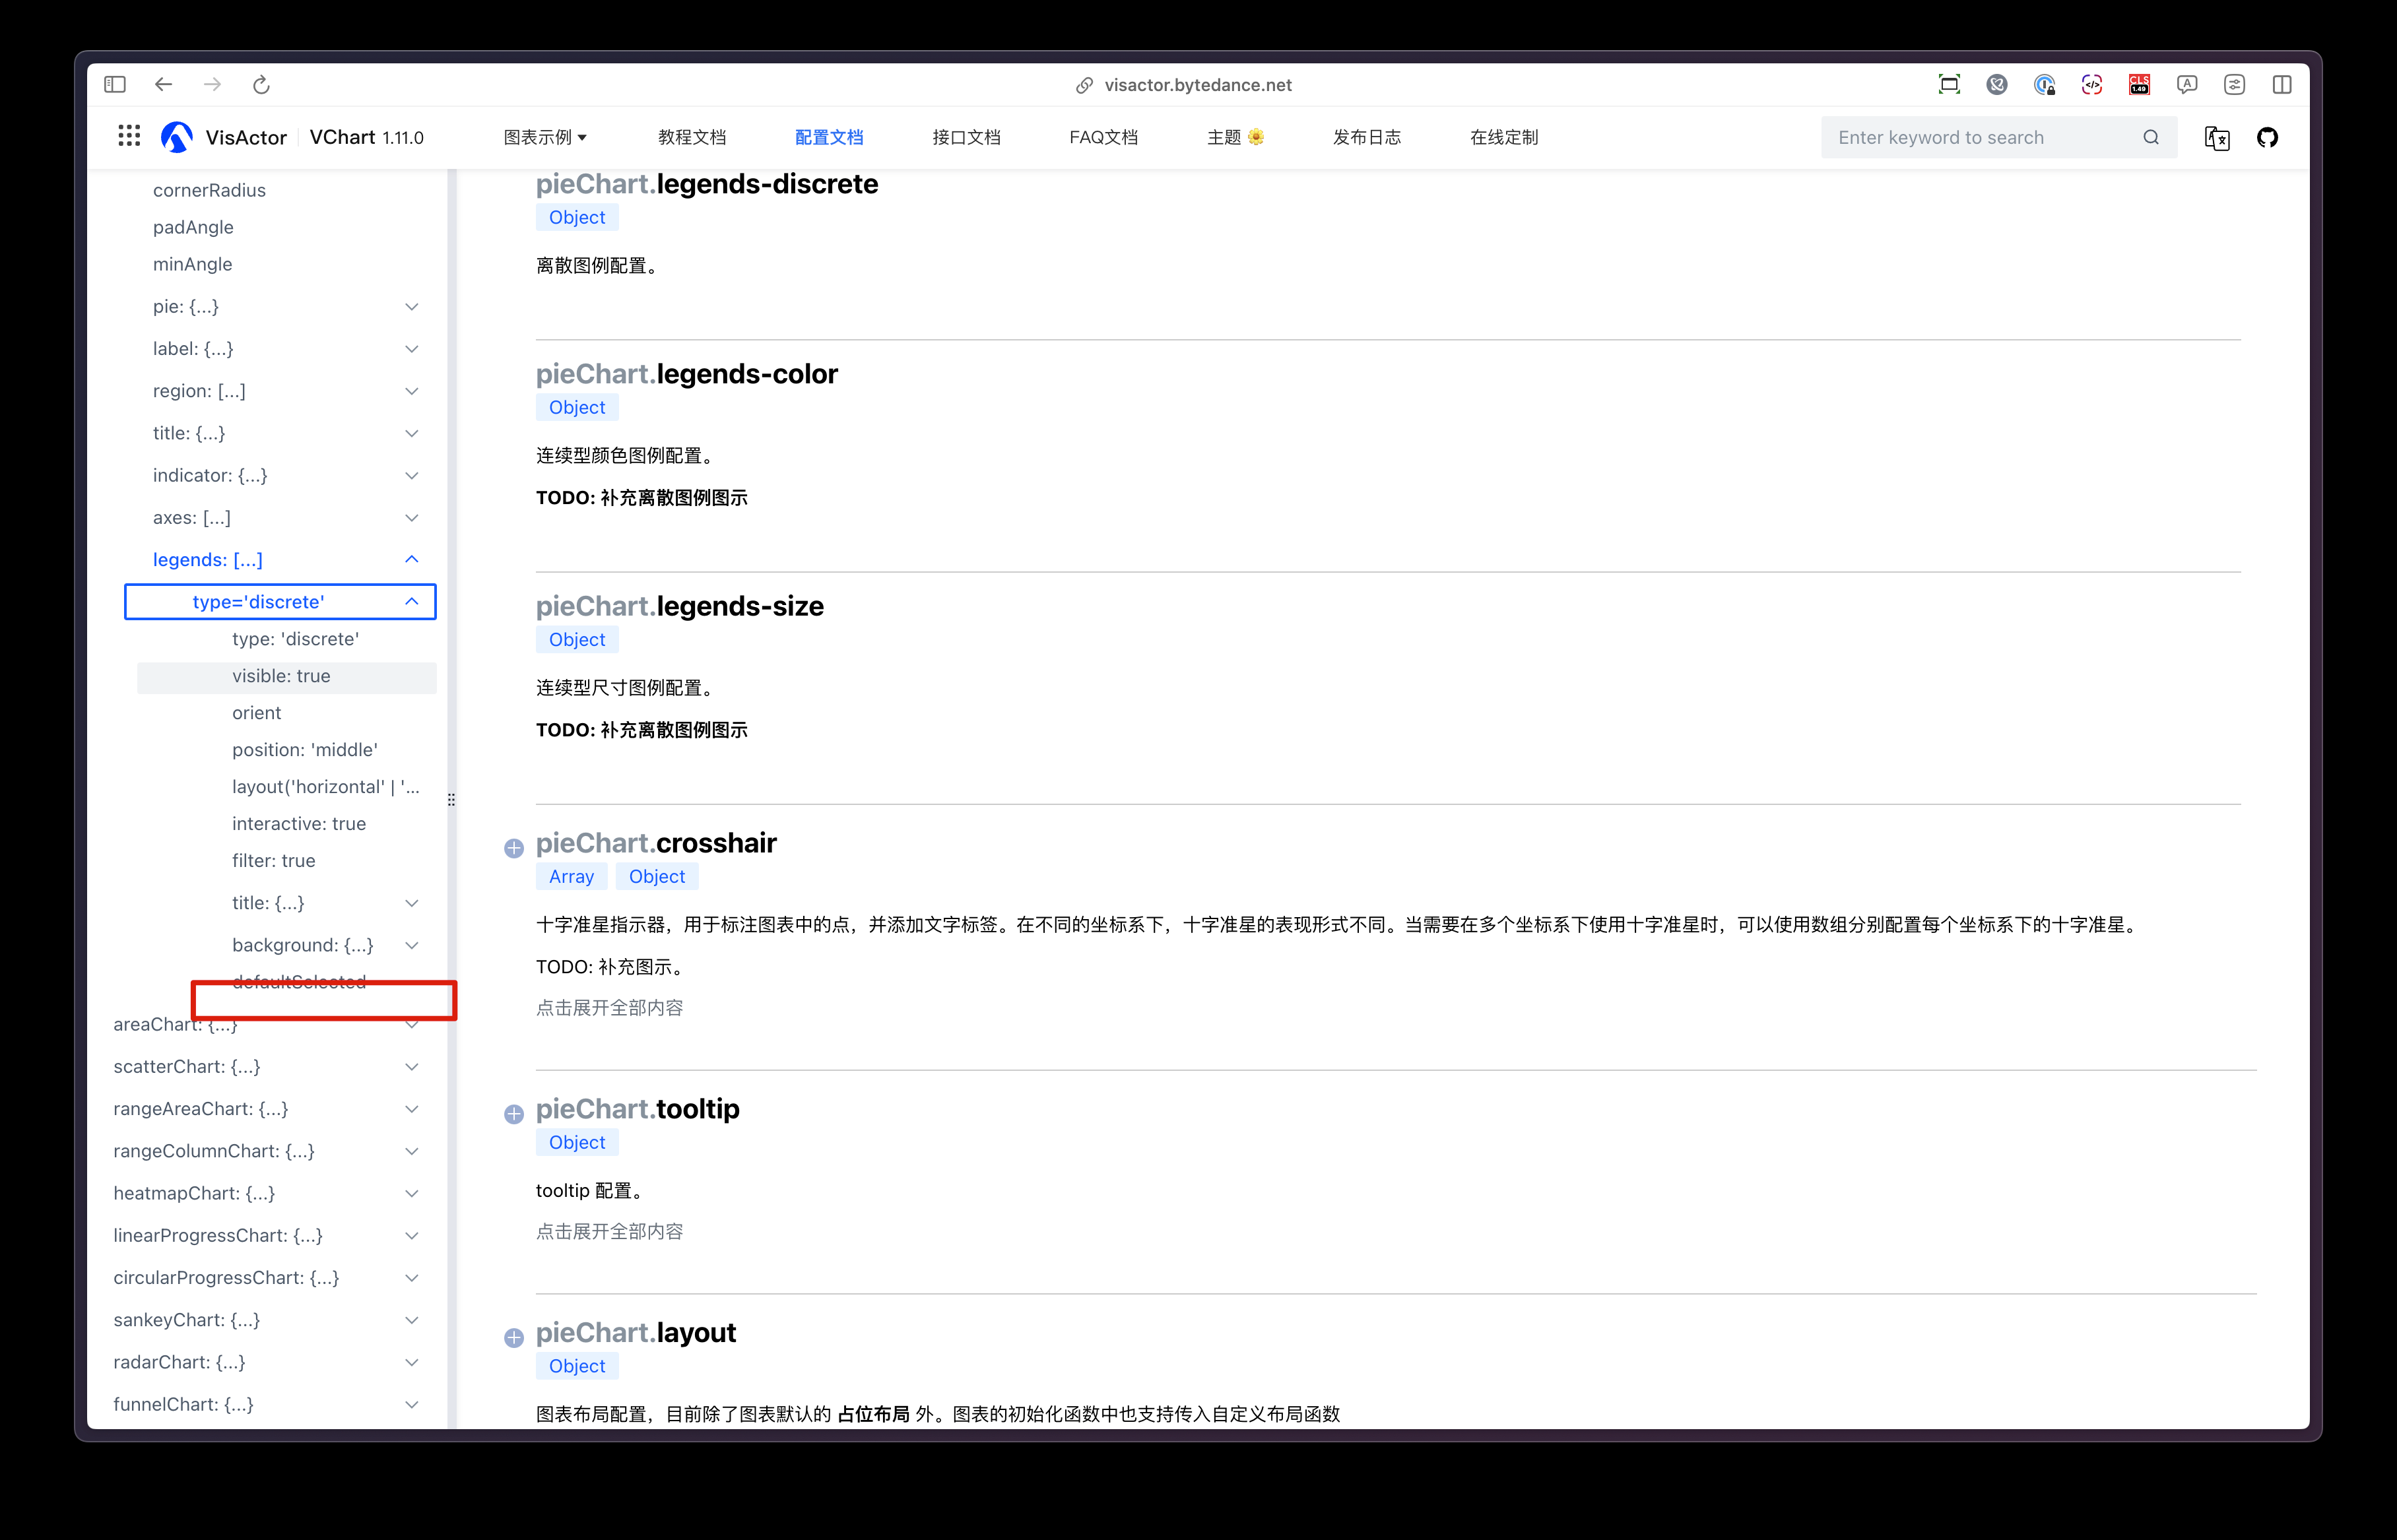 visactor.bytedance.net
CLS
1.49
VisActor
VChart 1.11.0
图表示例
教程文档
配置文档
接口文档
FAQ文档
主题
发布日志
在线定制
Enter keyword to search
cornerRadius
padAngle
minAngle
pie: {...}
label: {...}
region: [...]
title: {...}
indicator: {...}
axes: [...]
legends: [...]
type='discrete'
type: 'discrete'
visible: true
orient
position: 'middle'
layout('horizontal' | '...
interactive: true
filter: true
title: {...}
background: {...}
defaultSelected
areaChart: {...}
scatterChart: {...}
rangeAreaChart: {...}
rangeColumnChart: {...}
heatmapChart: {...}
linearProgressChart: {...}
circularProgressChart: {...}
sankeyChart: {...}
radarChart: {...}
funnelChart: {...}
pieChart.legends-discrete
Object
离散图例配置。
pieChart.legends-color
Object
连续型颜色图例配置。
TODO: 补充离散图例图示
pieChart.legends-size
Object
连续型尺寸图例配置。
TODO: 补充离散图例图示
pieChart.crosshair
Array
Object
十字准星指示器，用于标注图表中的点，并添加文字标签。在不同的坐标系下，十字准星的表现形式不同。当需要在多个坐标系下使用十字准星时，可以使用数组分别配置每个坐标系下的十字准星。
TODO: 补充图示。
点击展开全部内容
pieChart.tooltip
Object
tooltip 配置。
点击展开全部内容
pieChart.layout
Object
图表布局配置，目前除了图表默认的 占位布局 外。图表的初始化函数中也支持传入自定义布局函数